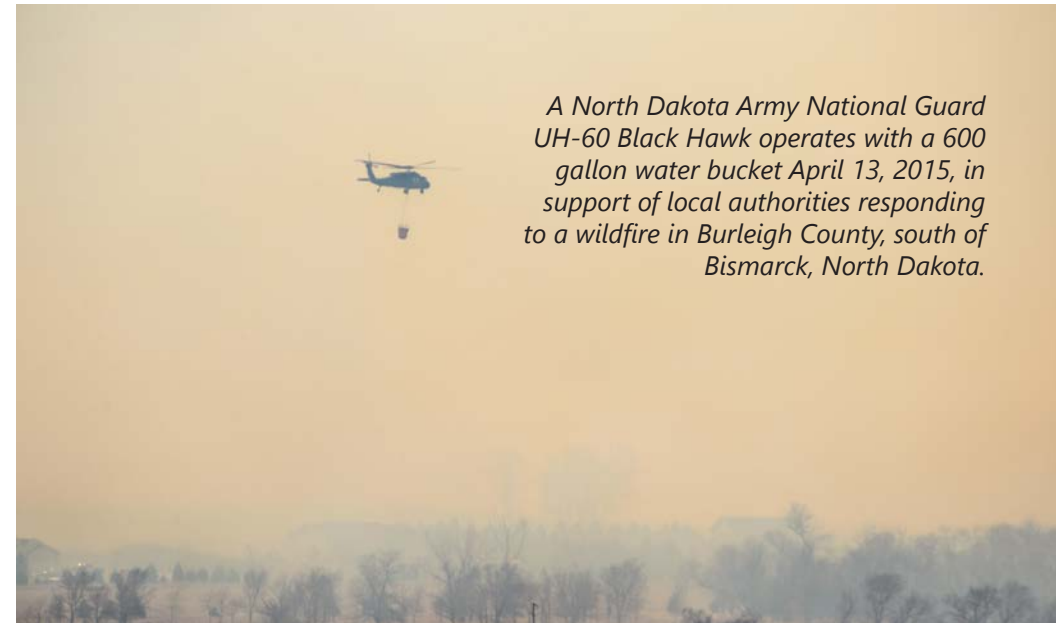 A North Dakota Army National Guard
UH-60 Black Hawk operates with a 600
gallon water bucket April 13, 2015, in
support of local authorities responding
to a wildfire in Burleigh County, south of
Bismarck, North Dakota.